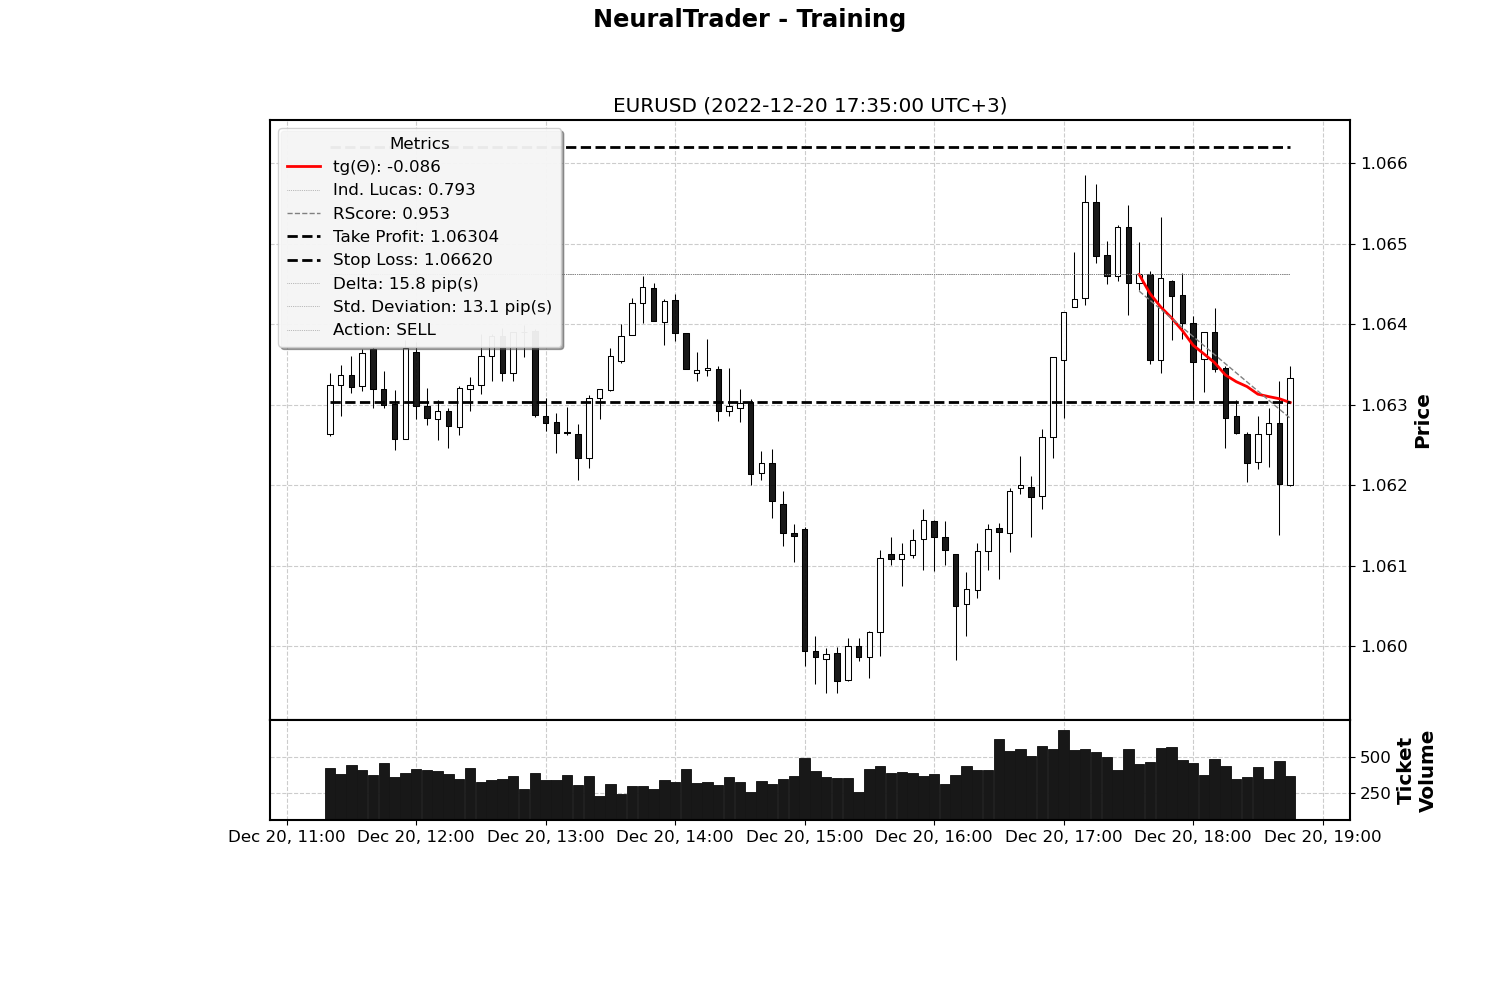 NeuralTrader - Training
EURUSD (2022-12-20 17:35:00 UTC+3)
Metrics
tg(Θ): -0.086
Ind. Lucas: 0.793
RScore: 0.953
Take Profit: 1.06304
Stop Loss: 1.06620
Delta: 15.8 pip(s)
Std. Deviation: 13.1 pip(s)
Action: SELL
1.066
1.065
1.064
1.063
1.062
1.061
1.060
Price
500
250
Ticket
Volume
Dec 20, 11:00 Dec 20, 12:00 Dec 20, 13:00 Dec 20, 14:00 Dec 20, 15:00 Dec 20, 16:00 Dec 20, 17:00 Dec 20, 18:00 Dec 20, 19:00